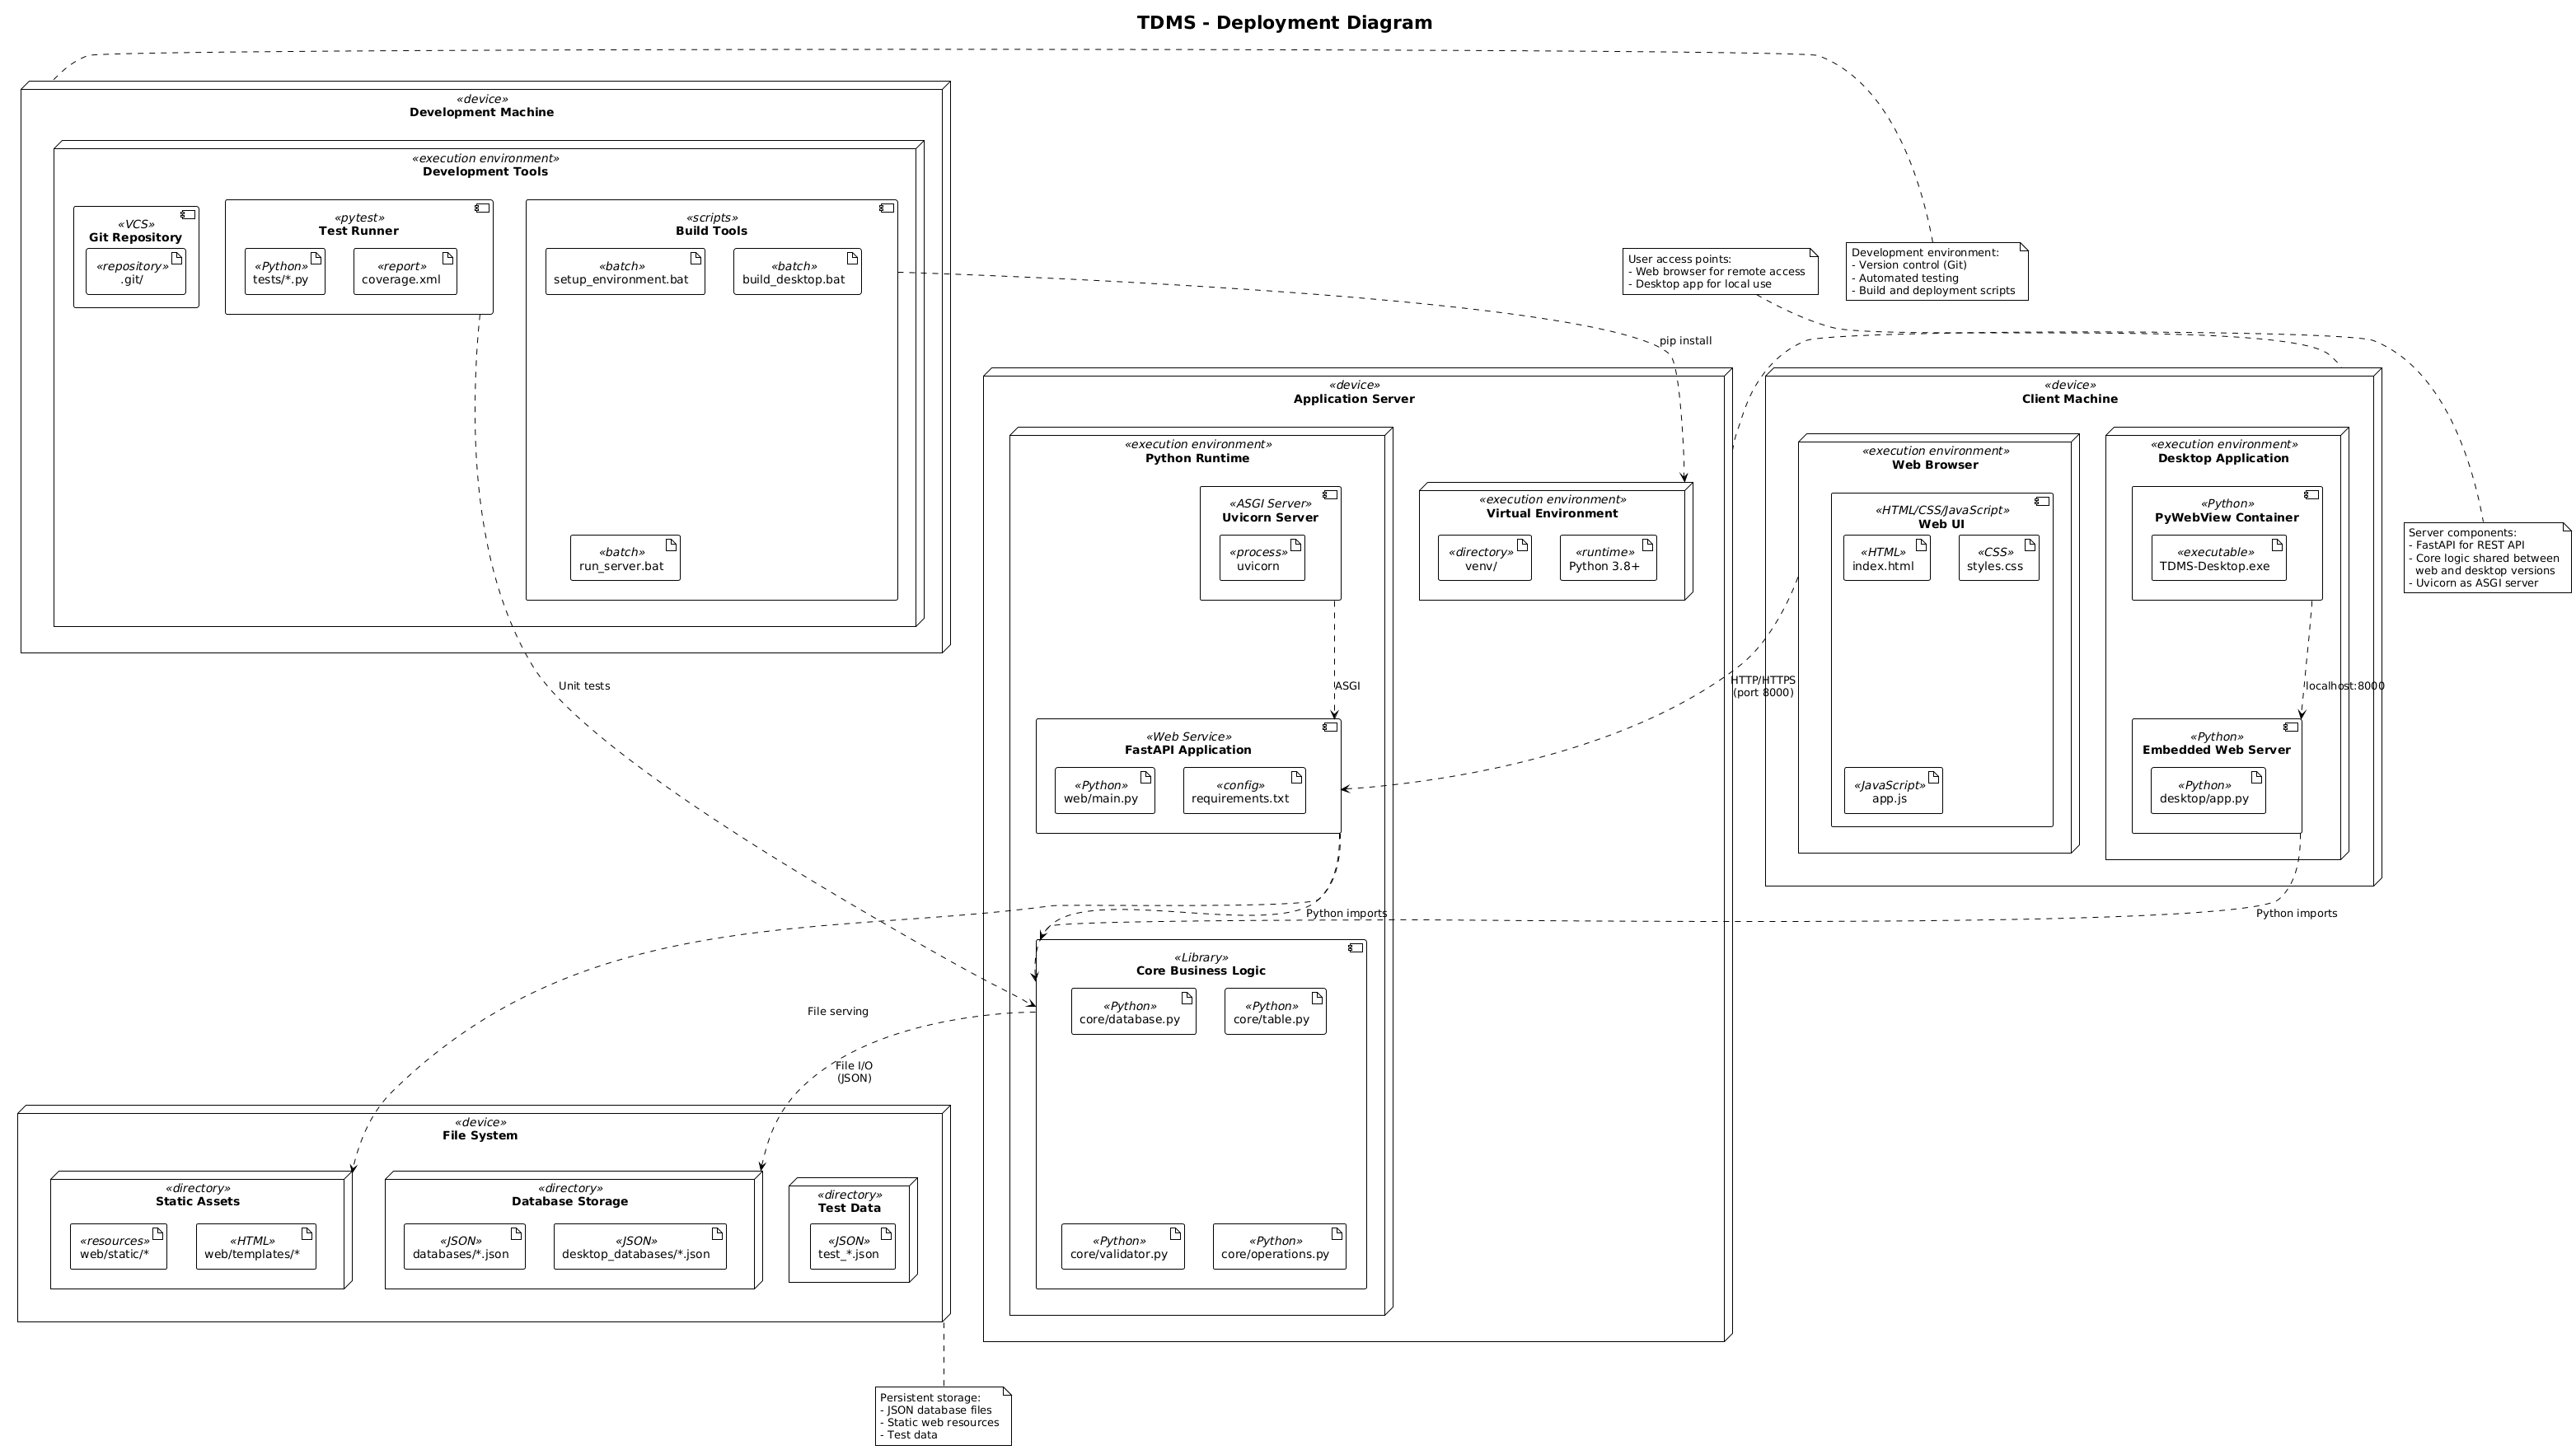 TDMS - Deployment Diagram
«device»
Development Machine
«execution environment»
Development Tools
«VCS»
Git Repository
«repository»
.git/
«pytest»
Test Runner
«Python»
tests/*.py
«report»
coverage.xml
«scripts»
Build Tools
«batch»
setup_environment.bat
«batch»
build_desktop.bat
«batch»
run_server.bat
User access points:
- Web browser for remote access
- Desktop app for local use
Development environment:
- Version control (Git)
- Automated testing
- Build and deployment scripts
pip install
«device»
Application Server
«execution environment»
Python Runtime
«ASGI Server»
Uvicorn Server
«process»
uvicorn
«execution environment»
Virtual Environment
«directory»
venv/
«runtime»
Python 3.8+
ASGI
«Web Service»
FastAPI Application
«Python»
web/main.py
«config»
requirements.txt
Python imports
«Library»
Core Business Logic
«Python»
core/database.py
«Python»
core/table.py
«Python»
core/validator.py
«Python»
core/operations.py
HTTP/HTTPS
(port 8000)
«device»
Client Machine
«execution environment»
Web Browser
«HTML/CSS/JavaScript»
Web UI
«HTML»
index.html
«CSS»
styles.css
«JavaScript»
app.js
«execution environment»
Desktop Application
«Python»
PyWebView Container
«executable»
TDMS-Desktop.exe
localhost:8000
«Python»
Embedded Web Server
«Python»
desktop/app.py
Python imports
Server components:
- FastAPI for REST API
- Core logic shared between
web and desktop versions
- Uvicorn as ASGI server
Unit tests
File serving
File I/O
(JSON)
«device»
File System
«directory»
Static Assets
«resources»
web/static/*
«HTML»
web/templates/*
«directory»
Database Storage
«JSON»
databases/*.json
«JSON»
desktop_databases/*.json
«directory»
Test Data
«JSON»
test_*.json
Persistent storage:
- JSON database files
- Static web resources
- Test data